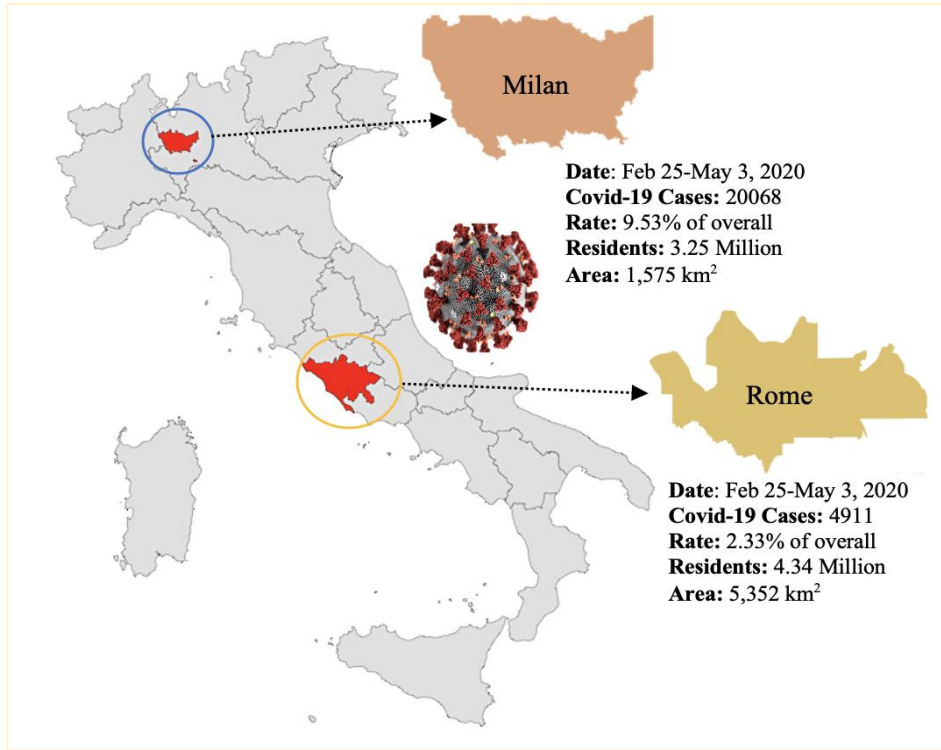 Milan
Date: Feb 25-May 3, 2020
Covid-19 Cases: 20068
Rate: 9.53% of overall
Residents: 3.25 Million
Area: 1,575 km²
Rome
Date: Feb 25-May 3, 2020
Covid-19 Cases: 4911
Rate: 2.33% of overall
Residents: 4.34 Million
Area: 5,352 km²